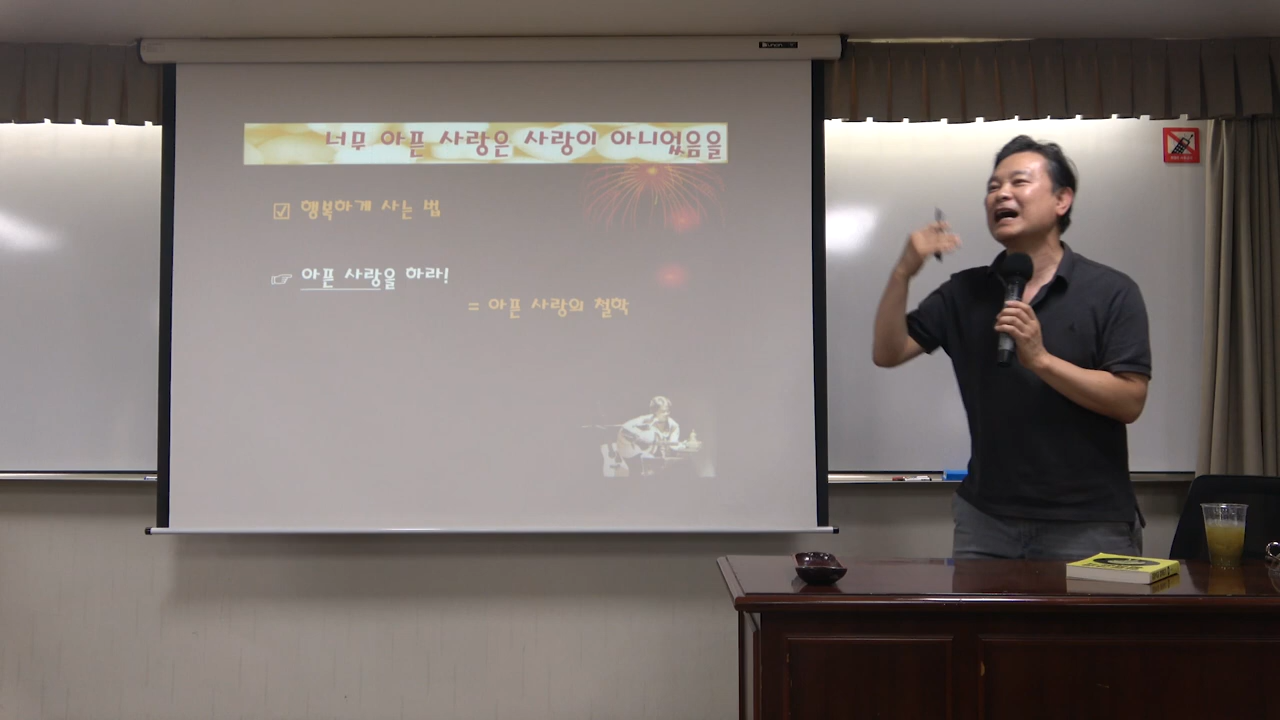 너무 아픈 사랑은 사랑이 아니었음을
☑ 행복하게 사는 법
☞ 아픈 사랑을 하라!
= 아픈 사랑의 철학